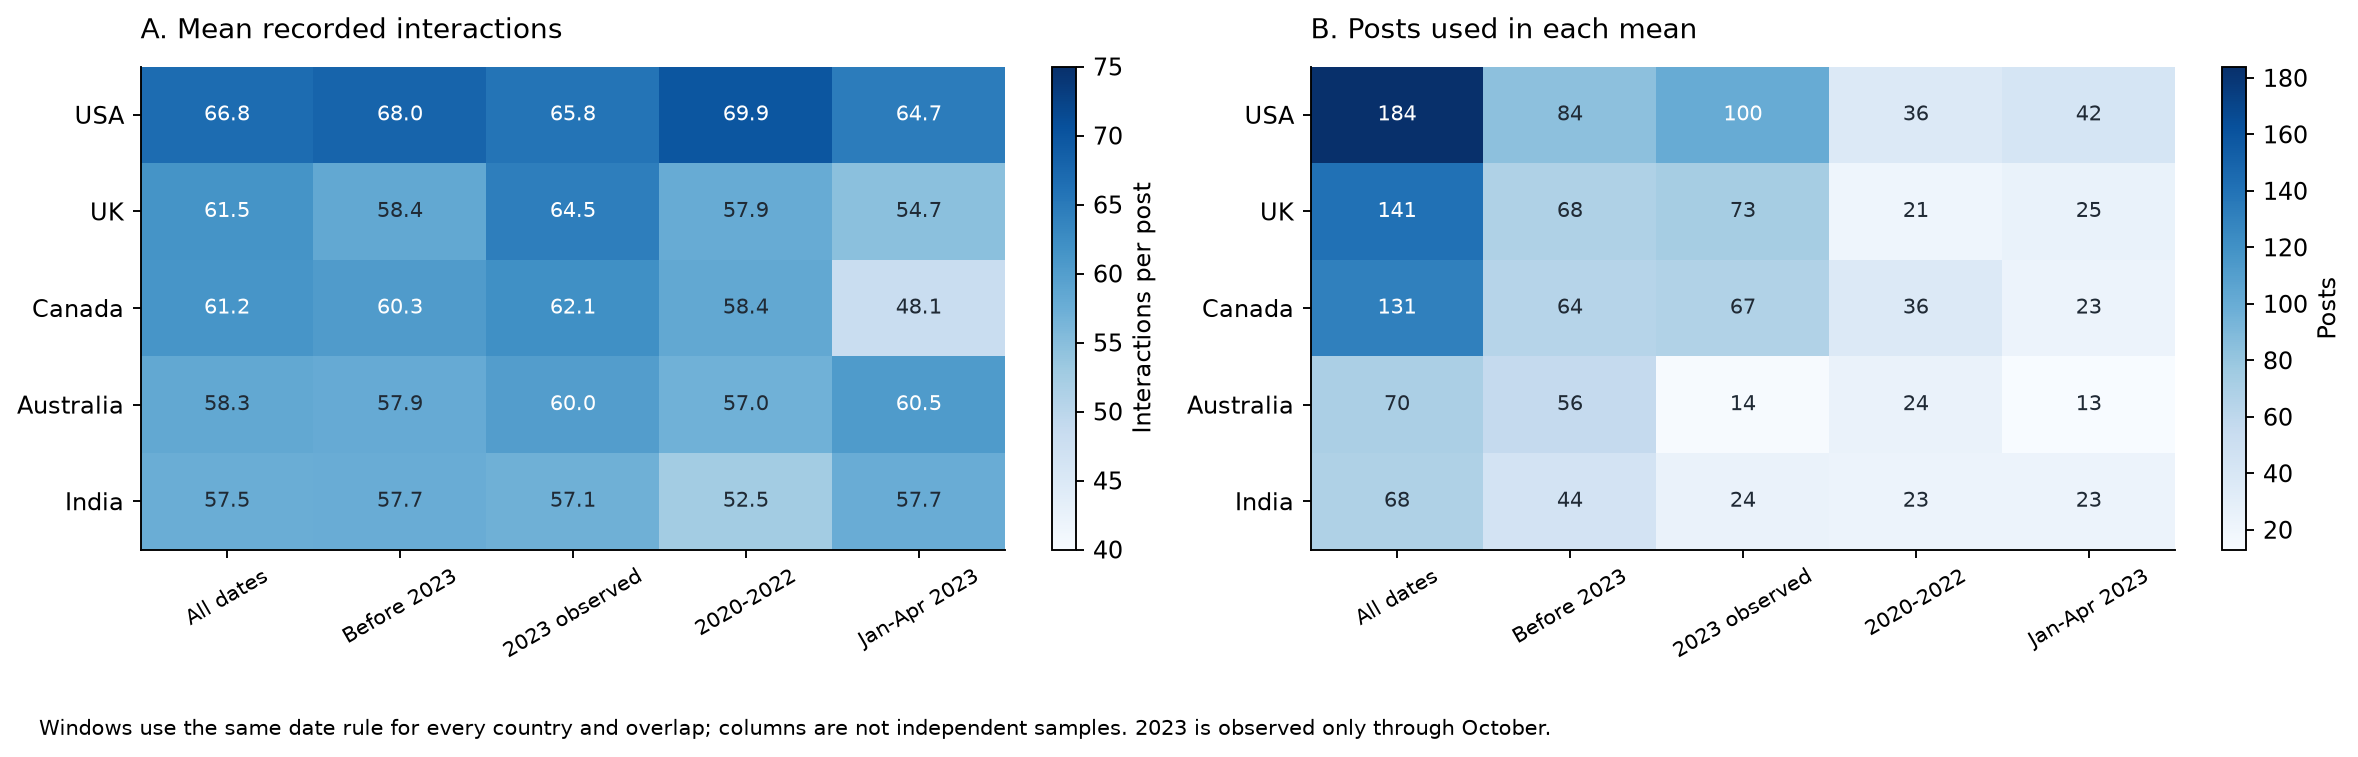 A. Mean recorded interactions
USA 66.8 68.0 65.8 69.9 64.7
UK 61.5 58.4 64.5 57.9 54.7
Canada 61.2 60.3 62.1 58.4 48.1
Australia 58.3 57.9 60.0 57.0 60.5
India 57.5 57.7 57.1 52.5 57.7
All dates Before 2023 2023 observed 2020-2022 Jan-Apr 2023
75
70
65
60
55
50
45
40
Interactions per post
B. Posts used in each mean
USA 184 84 100 36 42
UK 141 68 73 21 25
Canada 131 64 67 36 23
Australia 70 56 14 24 13
India 68 44 24 23 23
All dates Before 2023 2023 observed 2020-2022 Jan-Apr 2023
180
160
140
120
100
80
60
40
20
Posts
Windows use the same date rule for every country and overlap; columns are not independent samples. 2023 is observed only through October.